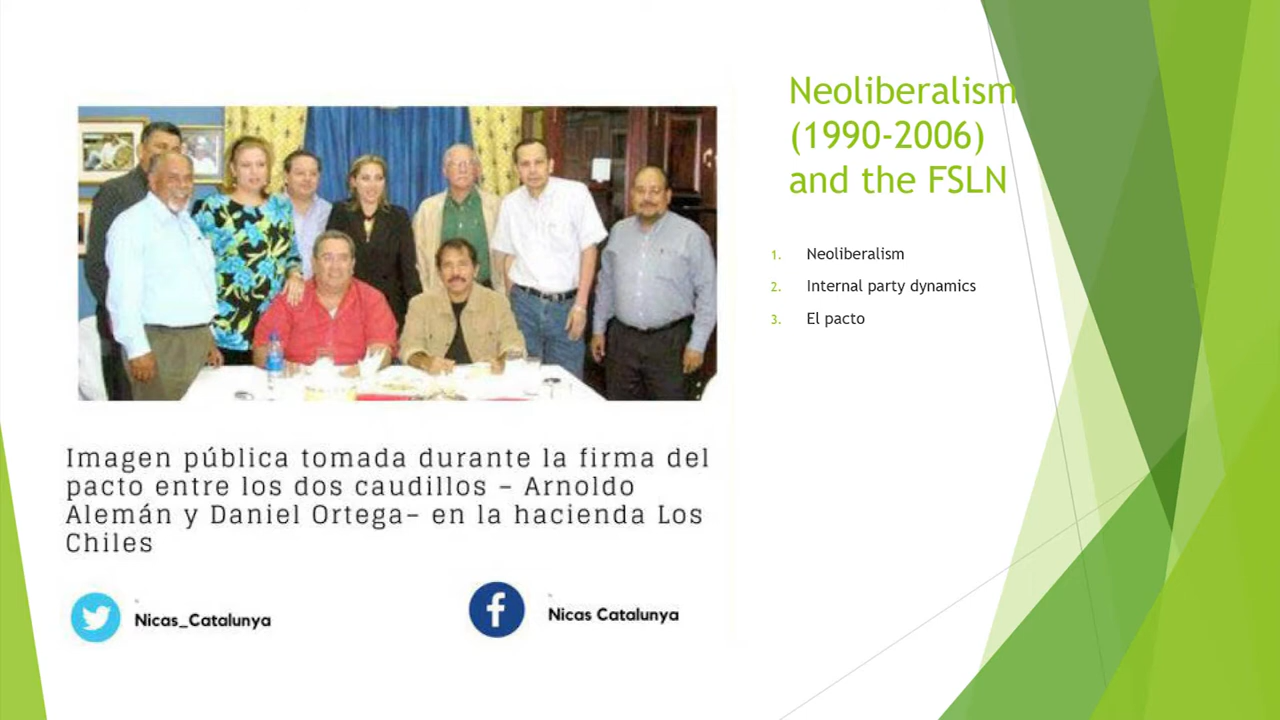 Neoliberalism
(1990-2006)
and the FSLN
1. Neoliberalism
2. Internal party dynamics
3. El pacto
Imagen pública tomada durante la firma del
pacto entre los dos caudillos – Arnoldo
Alemán y Daniel Ortega– en la hacienda Los
Chiles
Nicas_Catalunya
Nicas Catalunya